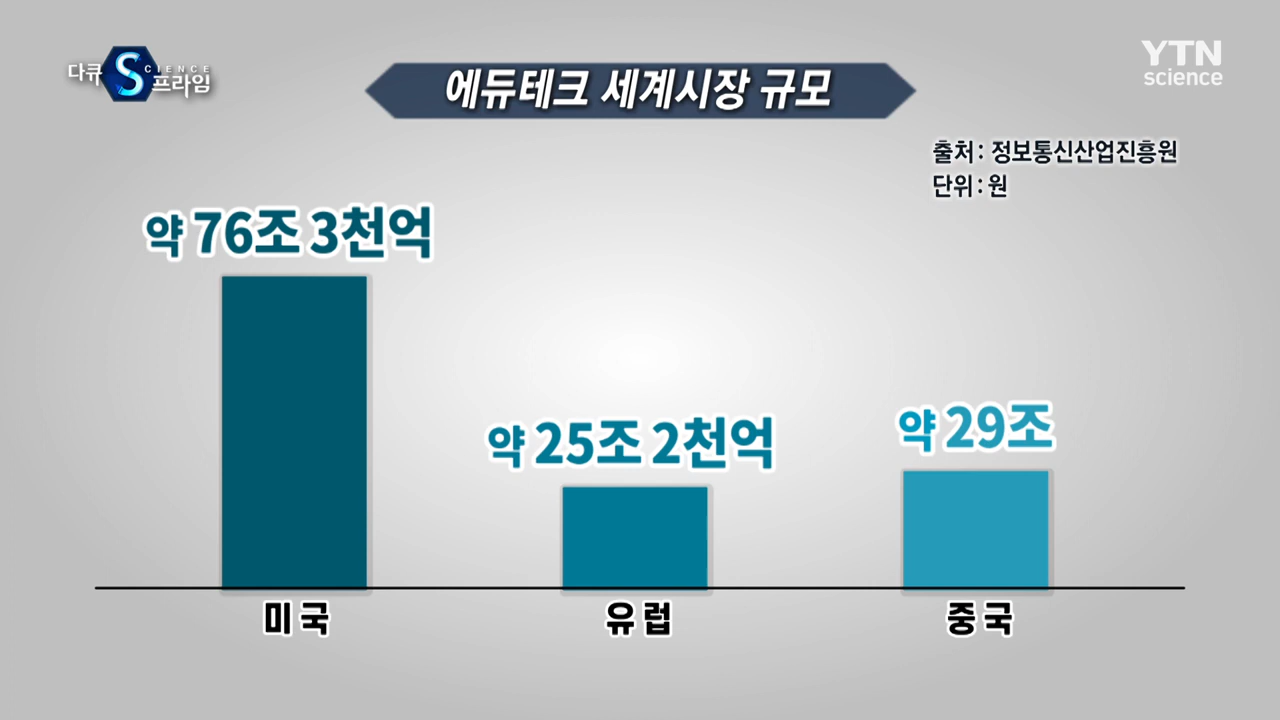 다큐 S CIENCE 프라임
YTN
science
에듀테크 세계시장 규모
출처 : 정보통신산업진흥원
단위 : 원
약 76조 3천억
약 25조 2천억
약 29조
미국
유럽
중국